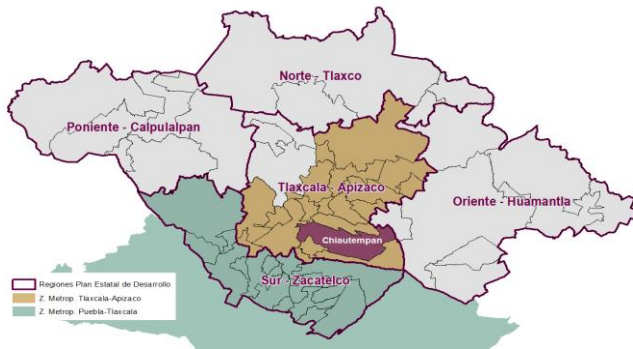 Norte - Tlaxco
Poniente - Calpulalpan
Tlaxcala - Apizaco
Oriente - Huamantla
Chiautempan
Sur - Zacatelco
Regiones Plan Estatal de Desarrollo
Z. Metrop. Tlaxcala-Apizaco
Z. Metrop. Puebla-Tlaxcala